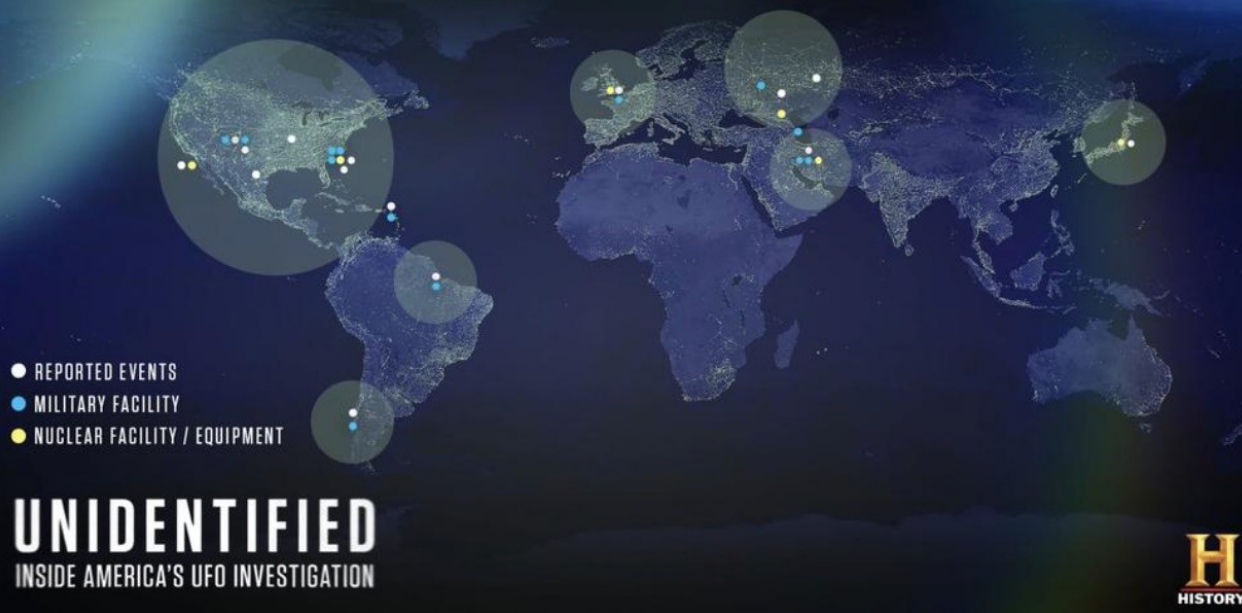 REPORTED EVENTS
MILITARY FACILITY
NUCLEAR FACILITY / EQUIPMENT
UNIDENTIFIED
INSIDE AMERICA'S UFO INVESTIGATION
H
HISTORY